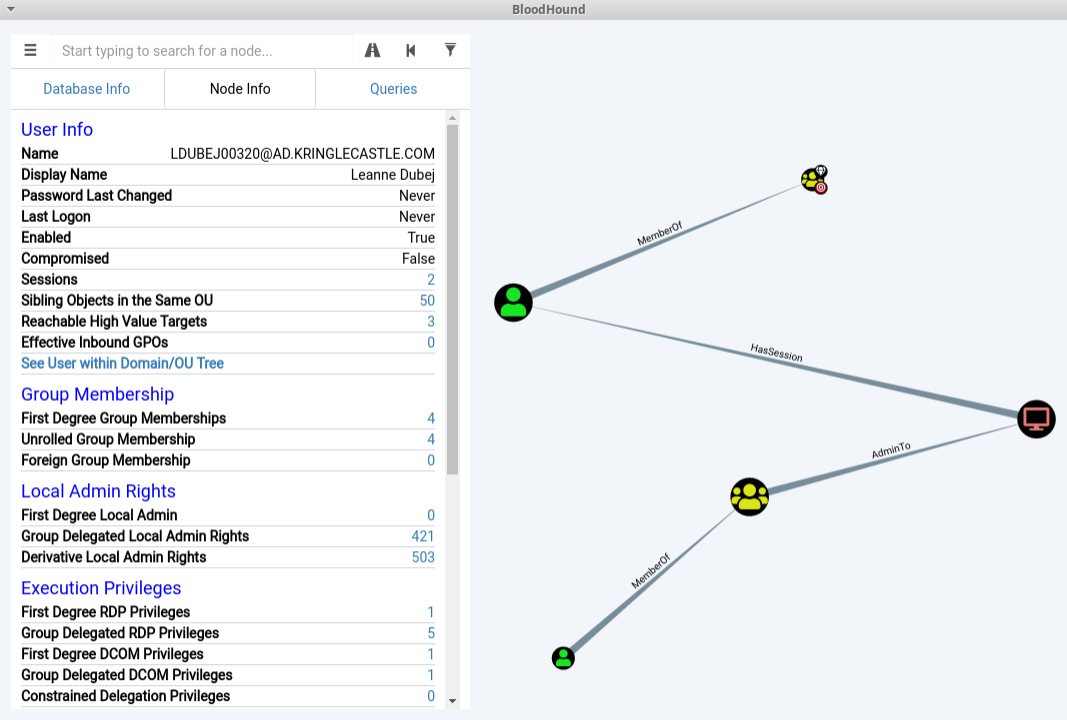 BloodHound
Start typing to search for a node...
Database Info Node Info Queries
User Info
Name LDUBEJ00320@AD.KRINGLECASTLE.COM
Display Name Leanne Dubej
Password Last Changed Never
Last Logon Never
Enabled True
Compromised False
Sessions 2
Sibling Objects in the Same OU 50
Reachable High Value Targets 3
Effective Inbound GPOs 0
See User within Domain/OU Tree
Group Membership
First Degree Group Memberships 4
Unrolled Group Membership 4
Foreign Group Membership 0
Local Admin Rights
First Degree Local Admin 0
Group Delegated Local Admin Rights 421
Derivative Local Admin Rights 503
Execution Privileges
First Degree RDP Privileges 1
Group Delegated RDP Privileges 5
First Degree DCOM Privileges 1
Group Delegated DCOM Privileges 1
Constrained Delegation Privileges 0
MemberOf
HasSession
AdminTo
MemberOf